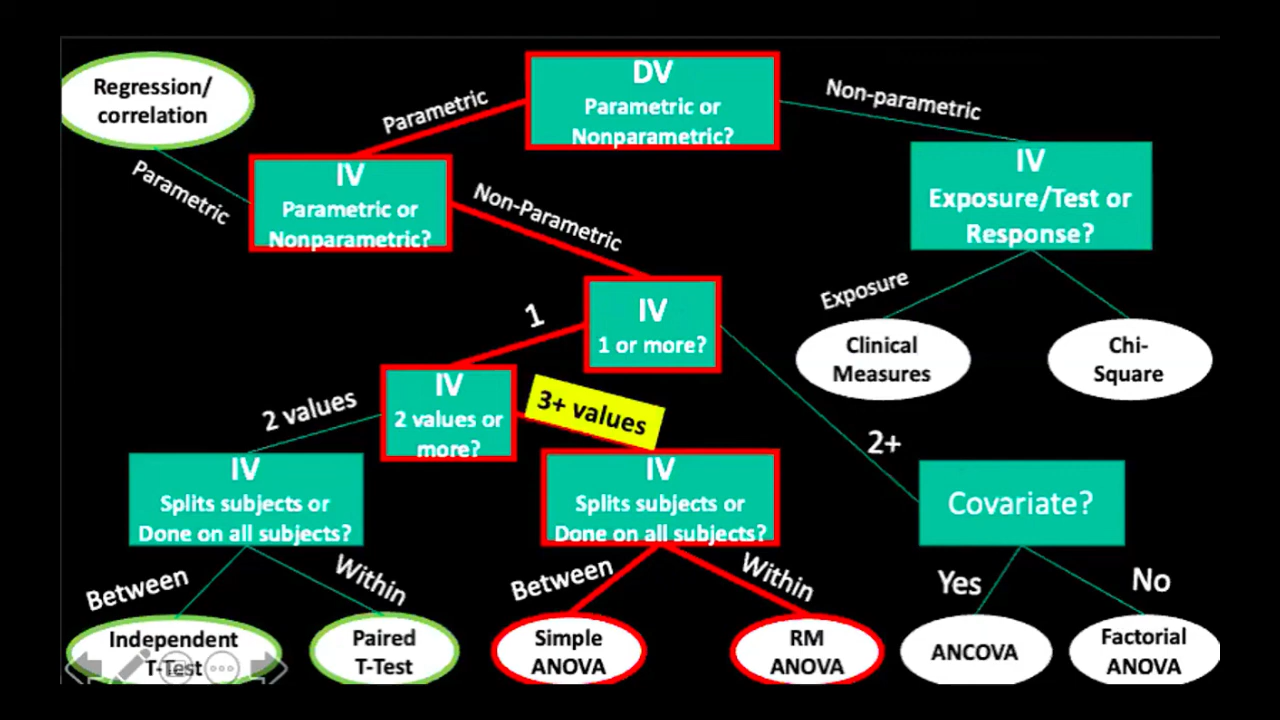 DV
Parametric or
Nonparametric?
Regression/
correlation
Parametric
Non-parametric
Parametric
IV
Parametric or
Nonparametric?
Non-Parametric
IV
Exposure/Test or
Response?
Exposure
Clinical
Measures
Chi-
Square
IV
1 or more?
1
2+
IV
2 values or
more?
2 values
3+ values
IV
Splits subjects or
Done on all subjects?
IV
Splits subjects or
Done on all subjects?
Covariate?
Between
Within
Between
Within
Yes
No
Independent
T-Test
Paired
T-Test
Simple
ANOVA
RM
ANOVA
ANCOVA
Factorial
ANOVA